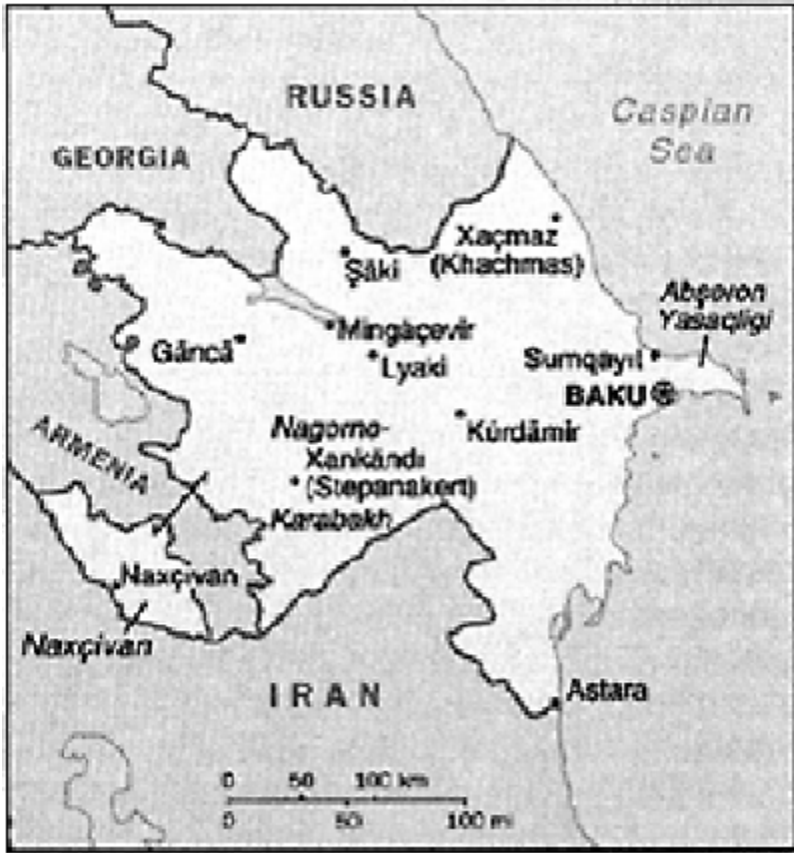 RUSSIA
Caspian
Sea
GEORGIA
Xaçmaz
(Khachmas)
Şäki
Abşeron
Yasaçligi
Mingäçevir
Gäncä
Lyaki
Sumqayıt
BAKU
ARMENIA
Nagorno-
Kürdämir
Xankändi
(Stepanakert)
Karabakh
Naxçivan
Naxçivan
IRAN
Astara
0 50 100 km
0 50 100 mi